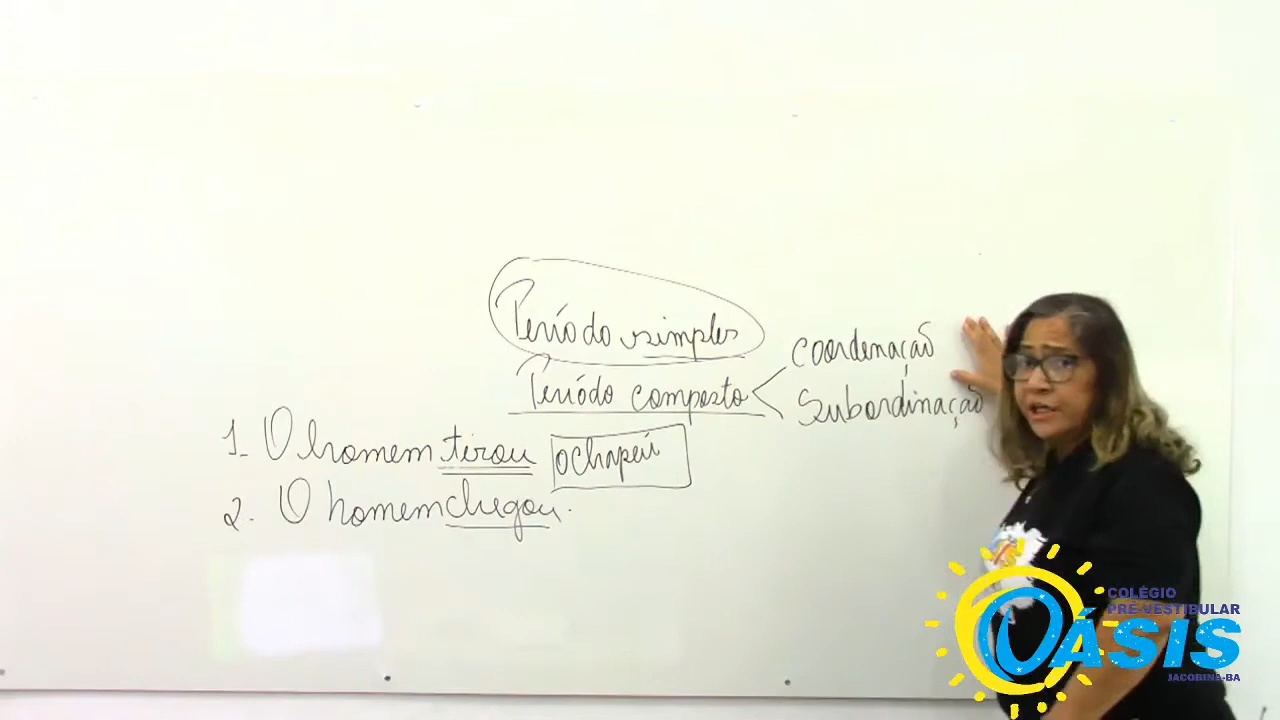 Período simples
Período composto
coordenação
Subordinação
1- O homem tirou o chapéu
2. O homem chegou.
COLÉGIO
PRÉ-VESTIBULAR
OÁSIS
JACOBINA-BA